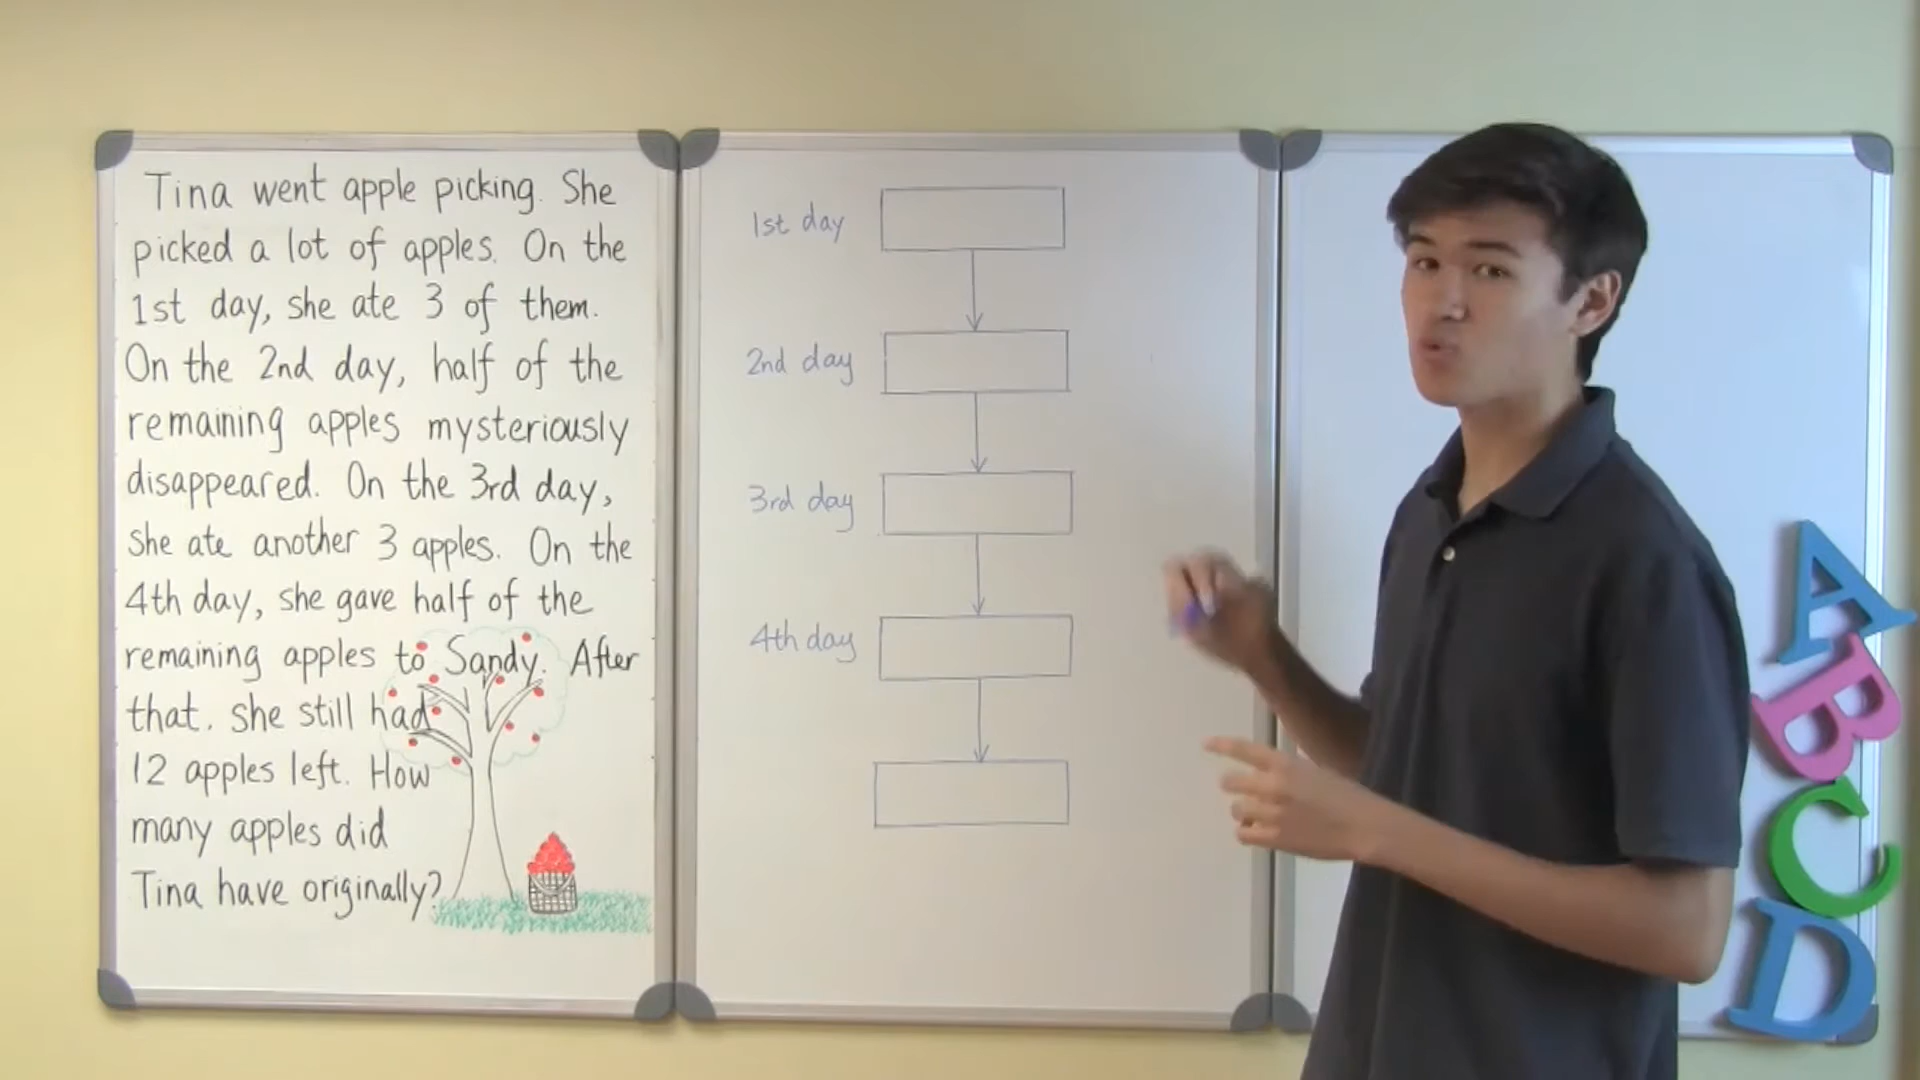 Tina went apple picking. She
picked a lot of apples. On the
1st day, she ate 3 of them.
On the 2nd day, half of the
remaining apples mysteriously
disappeared. On the 3rd day,
she ate another 3 apples. On the
4th day, she gave half of the
remaining apples to Sandy. After
that, she still had
12 apples left. How
many apples did
Tina have originally?
1st day
2nd day
3rd day
4th day
A
B
C
D